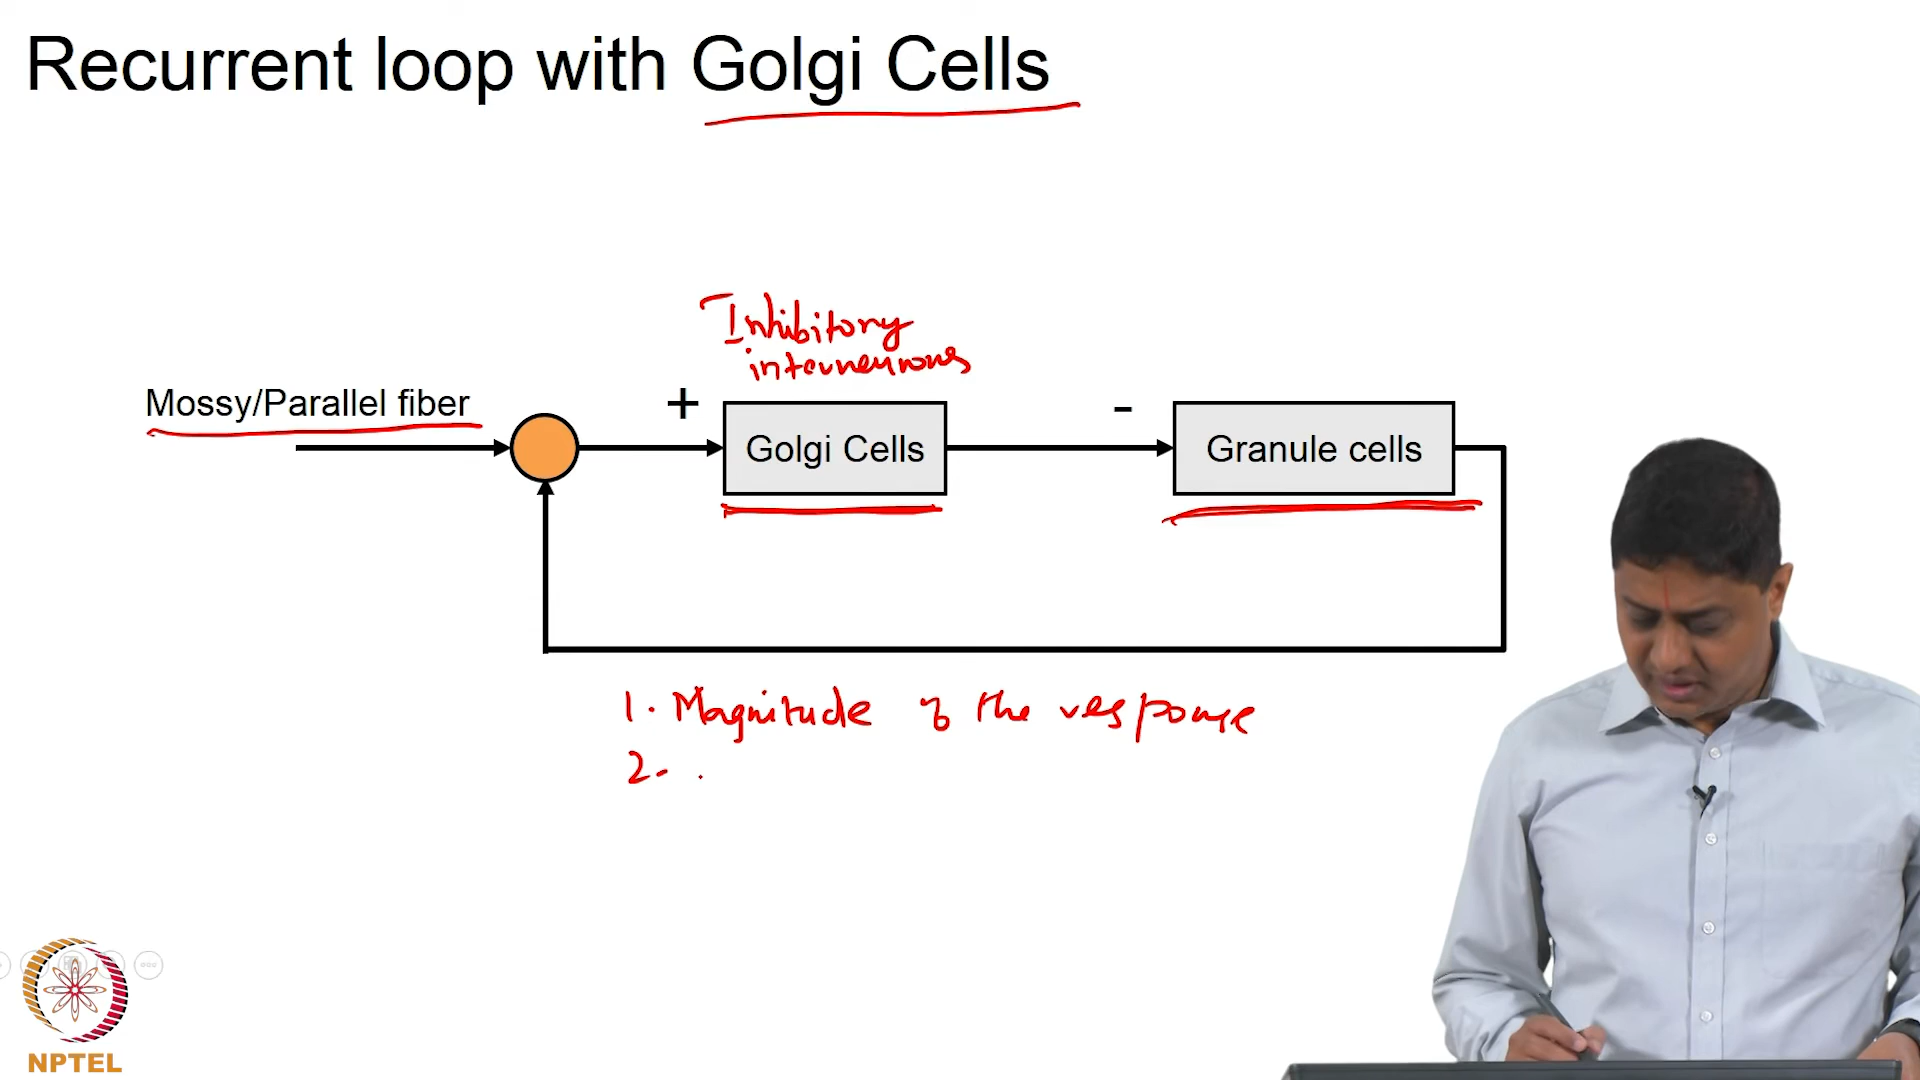 Recurrent loop with Golgi Cells
Inhibitory
interneurons
Mossy/Parallel fiber
+
-
Golgi Cells
Granule cells
1. Magnitude of the response
2.
NPTEL